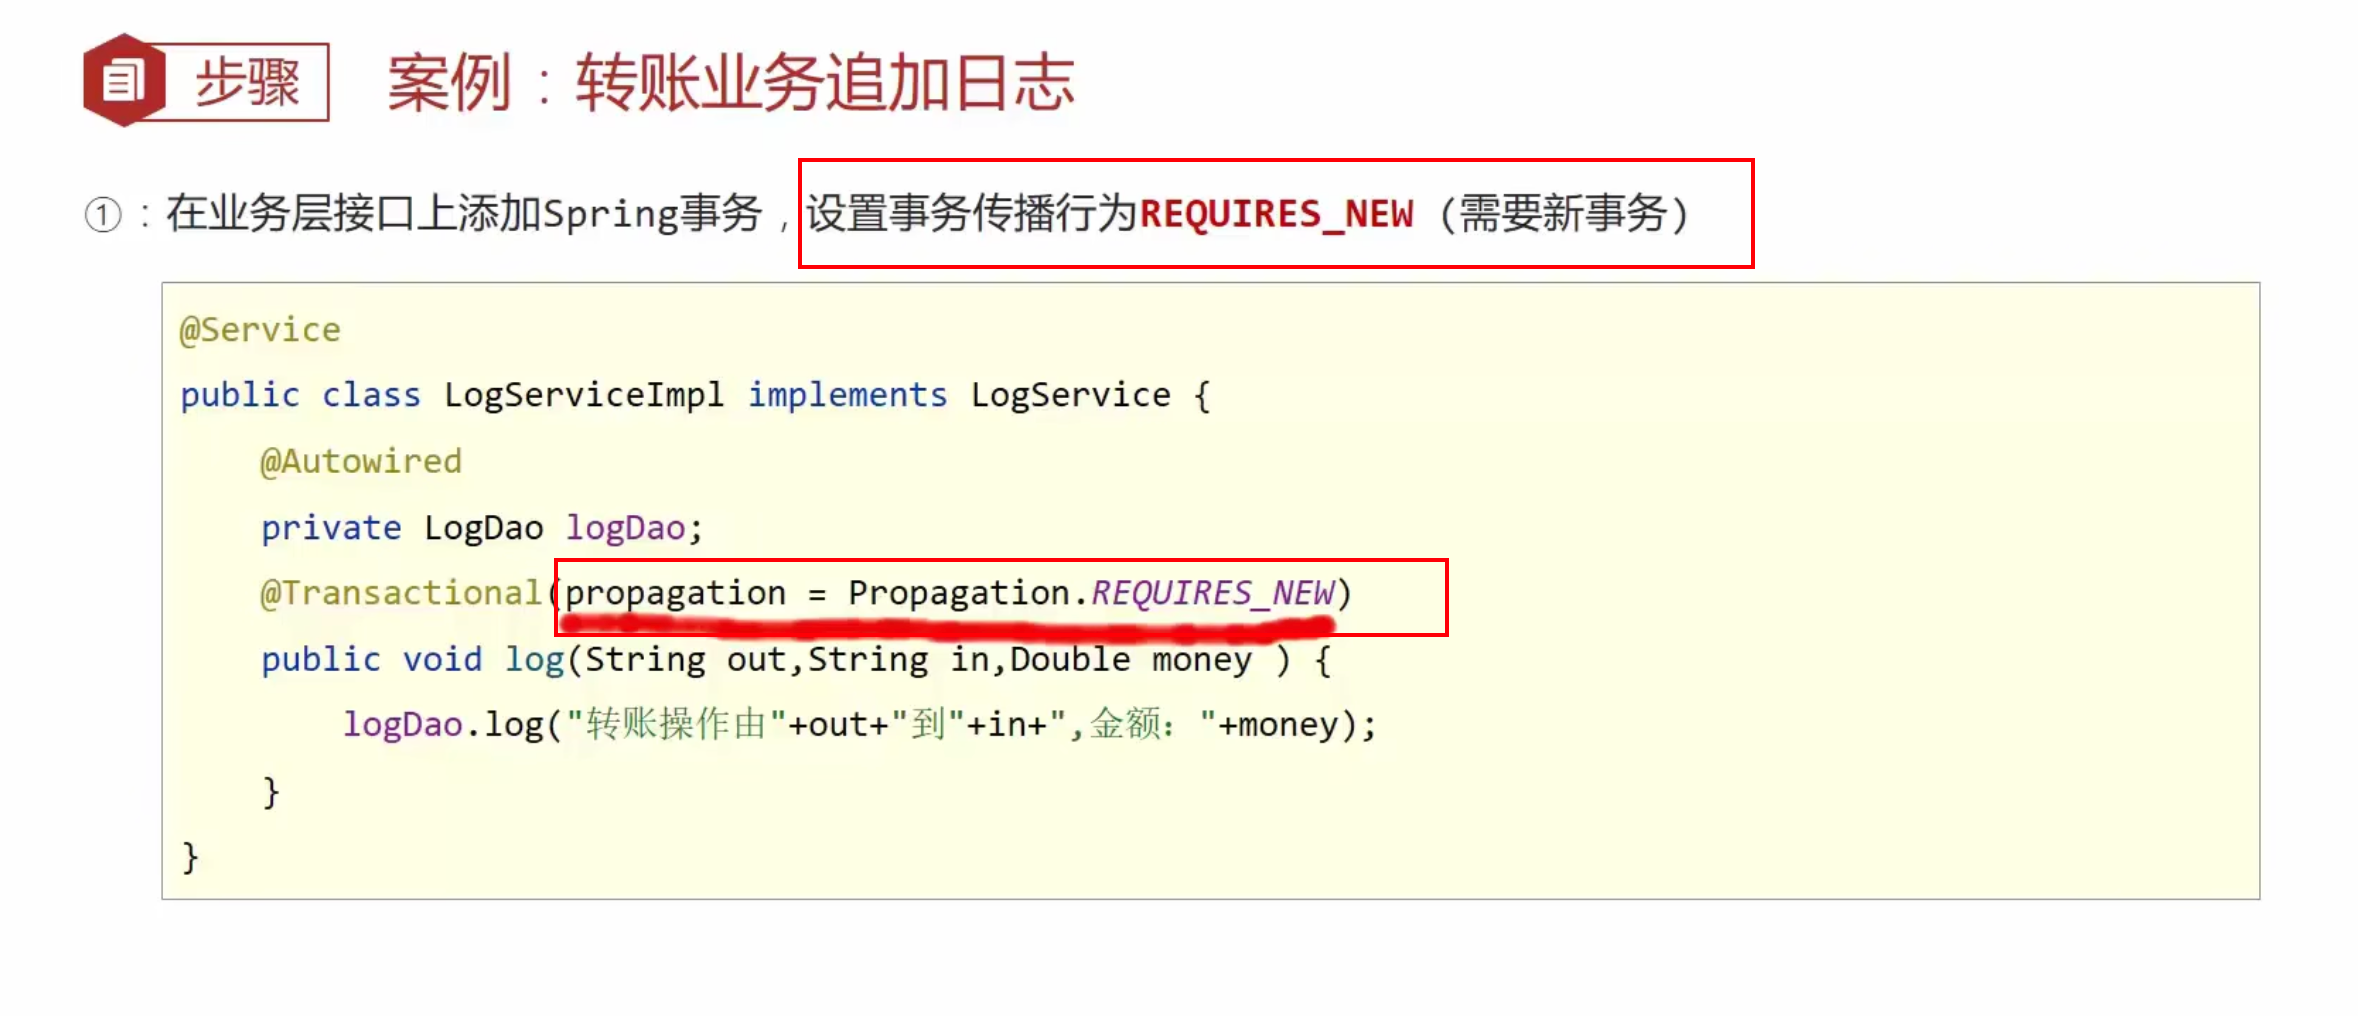 步骤 案例：转账业务追加日志
①：在业务层接口上添加Spring事务，设置事务传播行为REQUIRES_NEW（需要新事务）
@Service
public class LogServiceImpl implements LogService {
@Autowired
private LogDao logDao;
@Transactional(propagation = Propagation.REQUIRES_NEW)
public void log(String out,String in,Double money ) {
logDao.log("转账操作由"+out+"到"+in+",金额："+money);
}
}